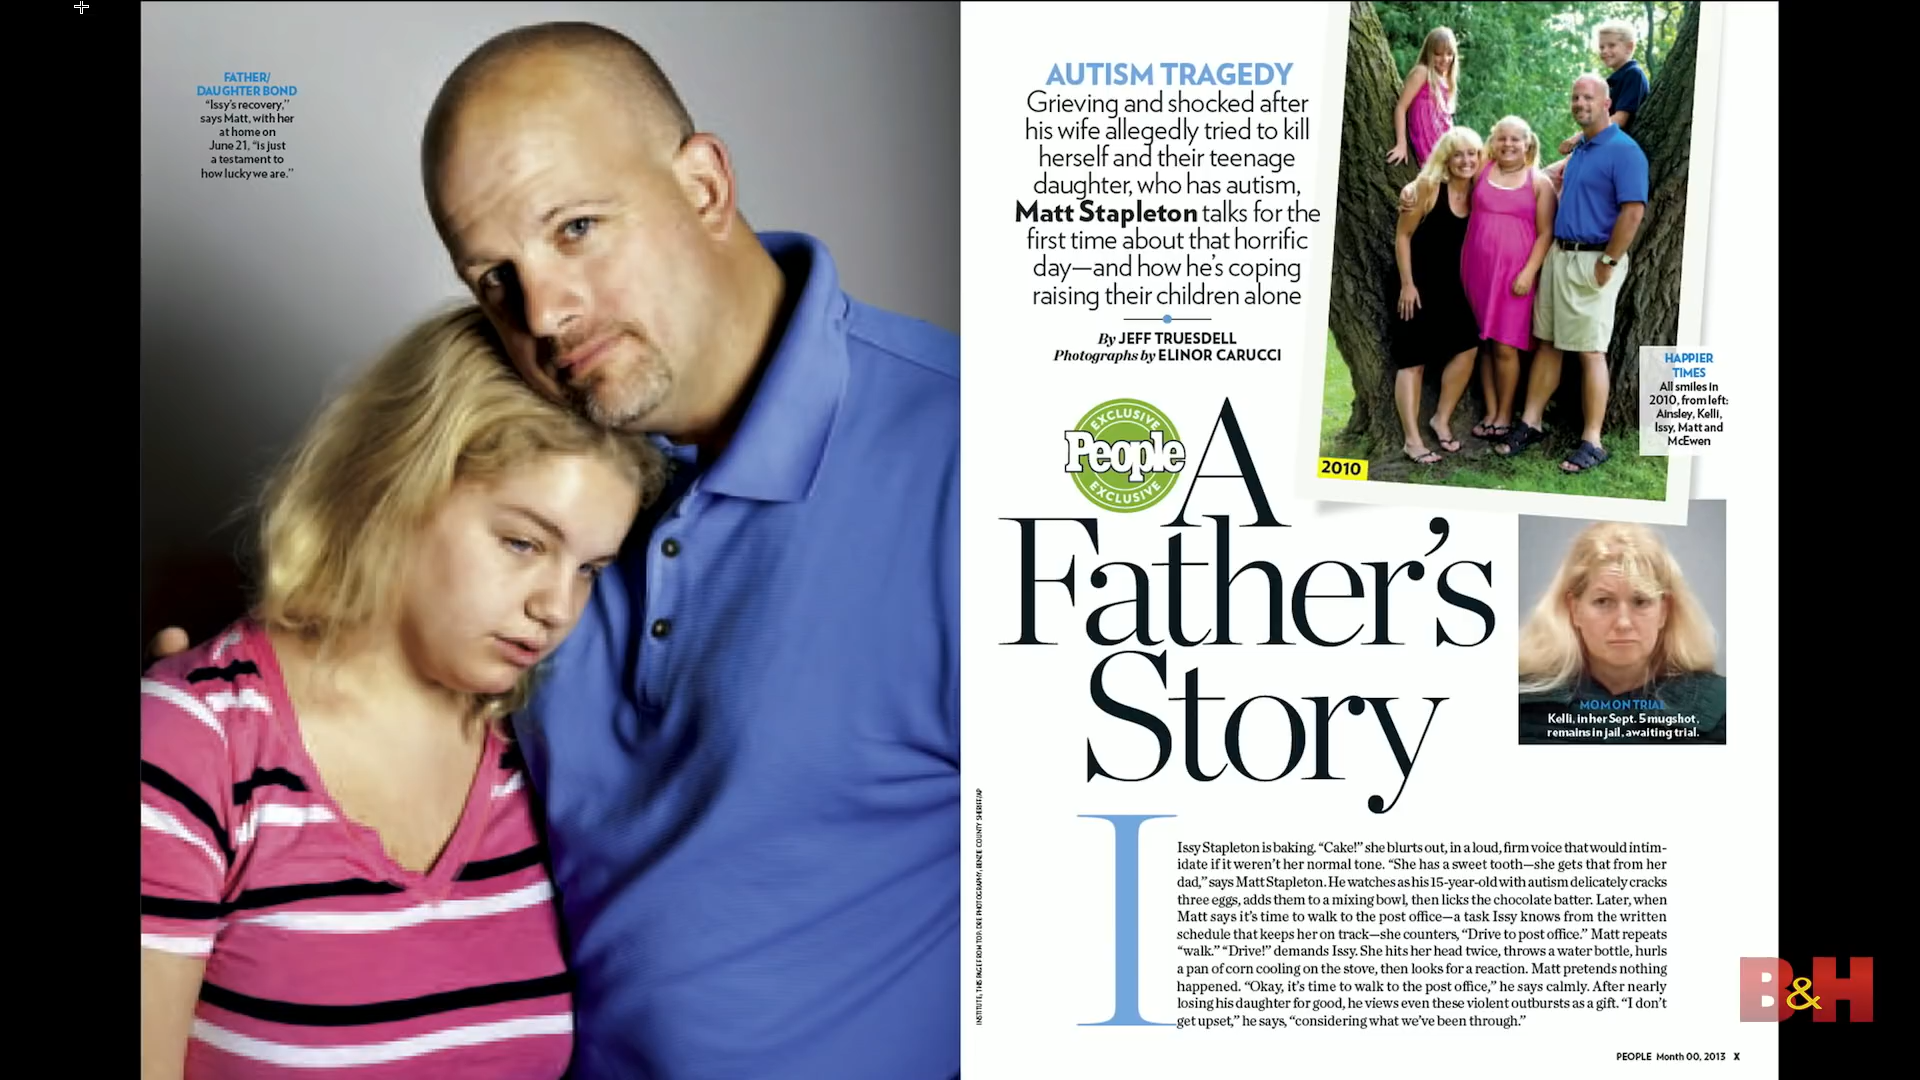 FATHER/
DAUGHTER BOND
“Issy’s recovery,”
says Matt, with her
at home on
June 21, “is just
a testament to
how lucky we are.”
AUTISM TRAGEDY
Grieving and shocked after
his wife allegedly tried to kill
herself and their teenage
daughter, who has autism,
Matt Stapleton talks for the
first time about that horrific
day—and how he’s coping
raising their children alone
By JEFF TRUESDELL
Photographs by ELINOR CARUCCI
EXCLUSIVE
People
EXCLUSIVE
2010
HAPPIER
TIMES
All smiles in
2010, from left:
Ainsley, Kelli,
Issy, Matt and
McEwen
A
Father’s
Story
MOM ON TRIAL
Kelli, in her Sept. 5 mugshot,
remains in jail, awaiting trial.
I
Issy Stapleton is baking. “Cake!” she blurts out, in a loud, firm voice that would intim-
idate if it weren’t her normal tone. “She has a sweet tooth—she gets that from her
dad,” says Matt Stapleton. He watches as his 15-year-old with autism delicately cracks
three eggs, adds them to a mixing bowl, then licks the chocolate batter. Later, when
Matt says it’s time to walk to the post office—a task Issy knows from the written
schedule that keeps her on track—she counters, “Drive to post office.” Matt repeats
“walk.” “Drive!” demands Issy. She hits her head twice, throws a water bottle, hurls
a pan of corn cooling on the stove, then looks for a reaction. Matt pretends nothing
happened. “Okay, it’s time to walk to the post office,” he says calmly. After nearly
losing his daughter for good, he views even these violent outbursts as a gift. “I don’t
get upset,” he says, “considering what we’ve been through.”
INSTITUTE, THIS PAGE FROM TOP: DRE PHOTOGRAPHY, BENZIE COUNTY SHERIFF/AP
PEOPLE Month 00, 2013 X
B&H